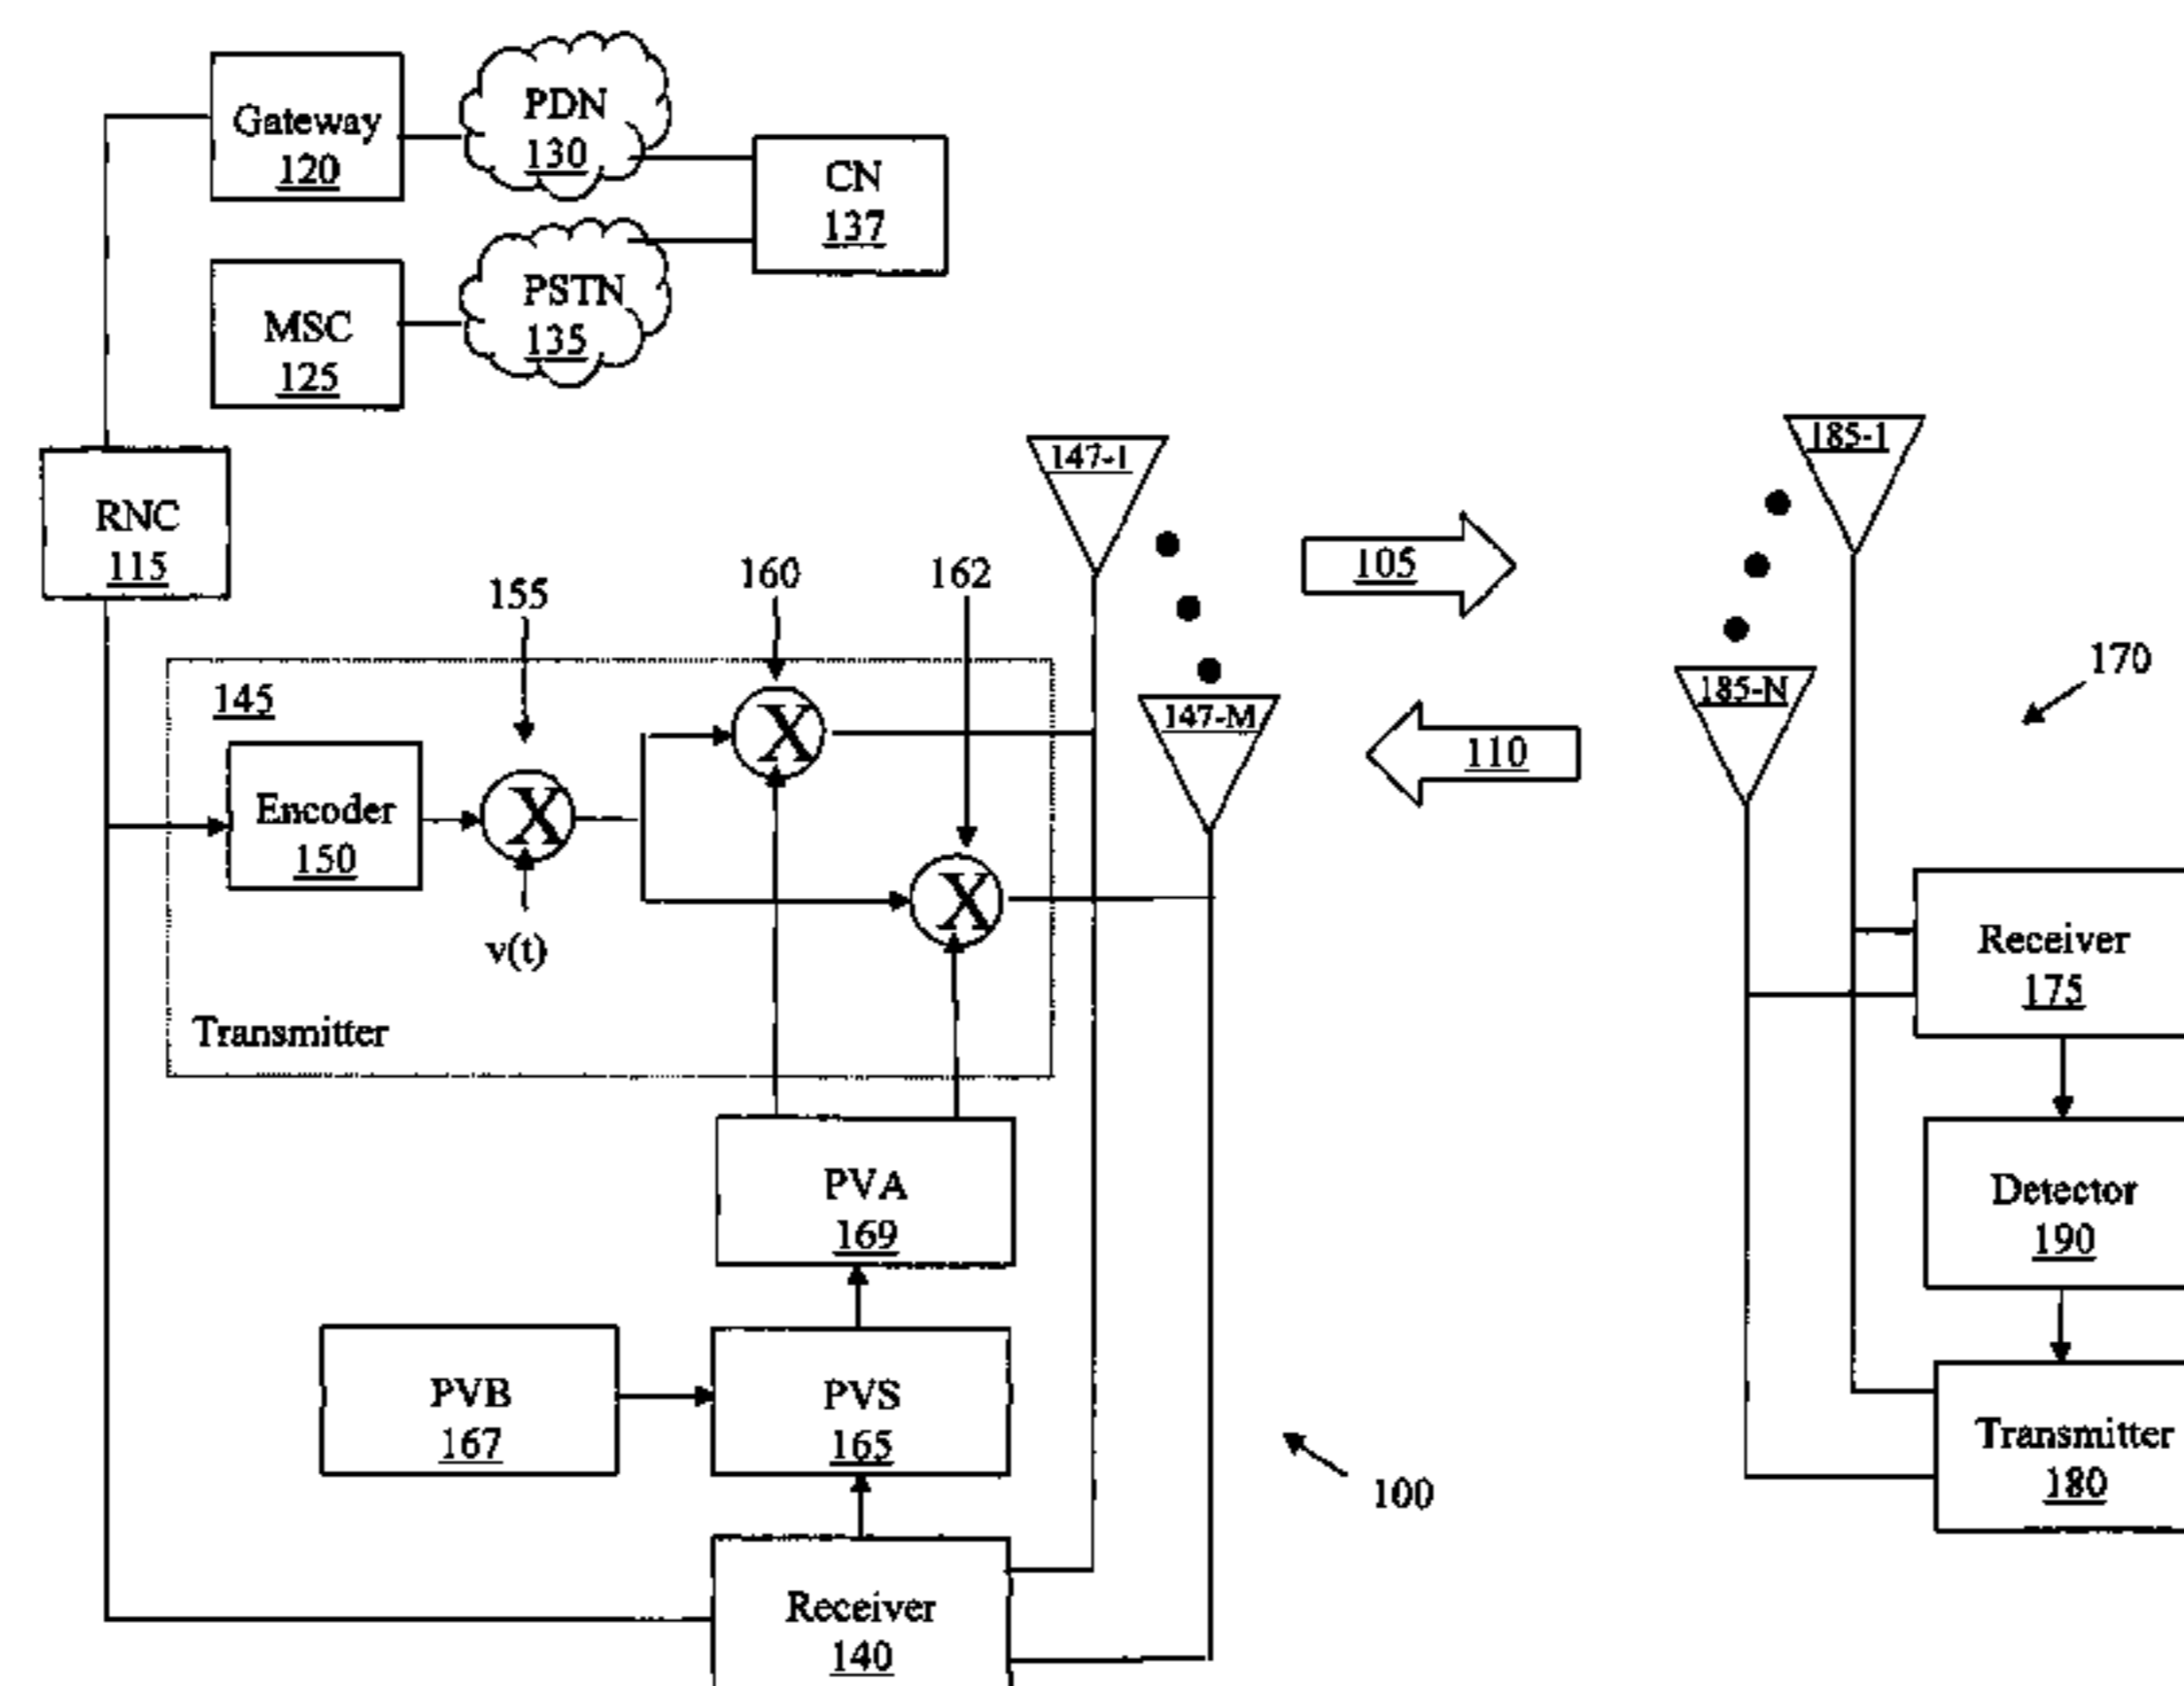 Gateway
120
PDN
130
CN
137
MSC
125
PSTN
135
RNC
115
147-1
185-1
105
155
160
162
145
147-M
185-N
170
110
X
Encoder
150
X
X
v(t)
Transmitter
Receiver
175
PVA
169
Detector
190
PVB
167
PVS
165
100
Transmitter
180
Receiver
140